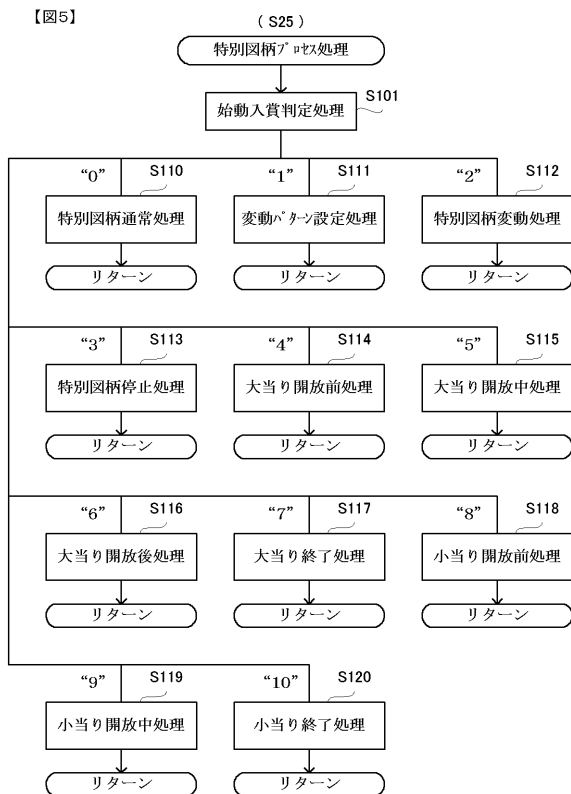 【図5】
( S25 )
特別図柄プロセス処理
S101
始動入賞判定処理
“0” S110
特別図柄通常処理
リターン
“1” S111
変動パターン設定処理
リターン
“2” S112
特別図柄変動処理
リターン
“3” S113
特別図柄停止処理
リターン
“4” S114
大当り開放前処理
リターン
“5” S115
大当り開放中処理
リターン
“6” S116
大当り開放後処理
リターン
“7” S117
大当り終了処理
リターン
“8” S118
小当り開放前処理
リターン
“9” S119
小当り開放中処理
リターン
“10” S120
小当り終了処理
リターン